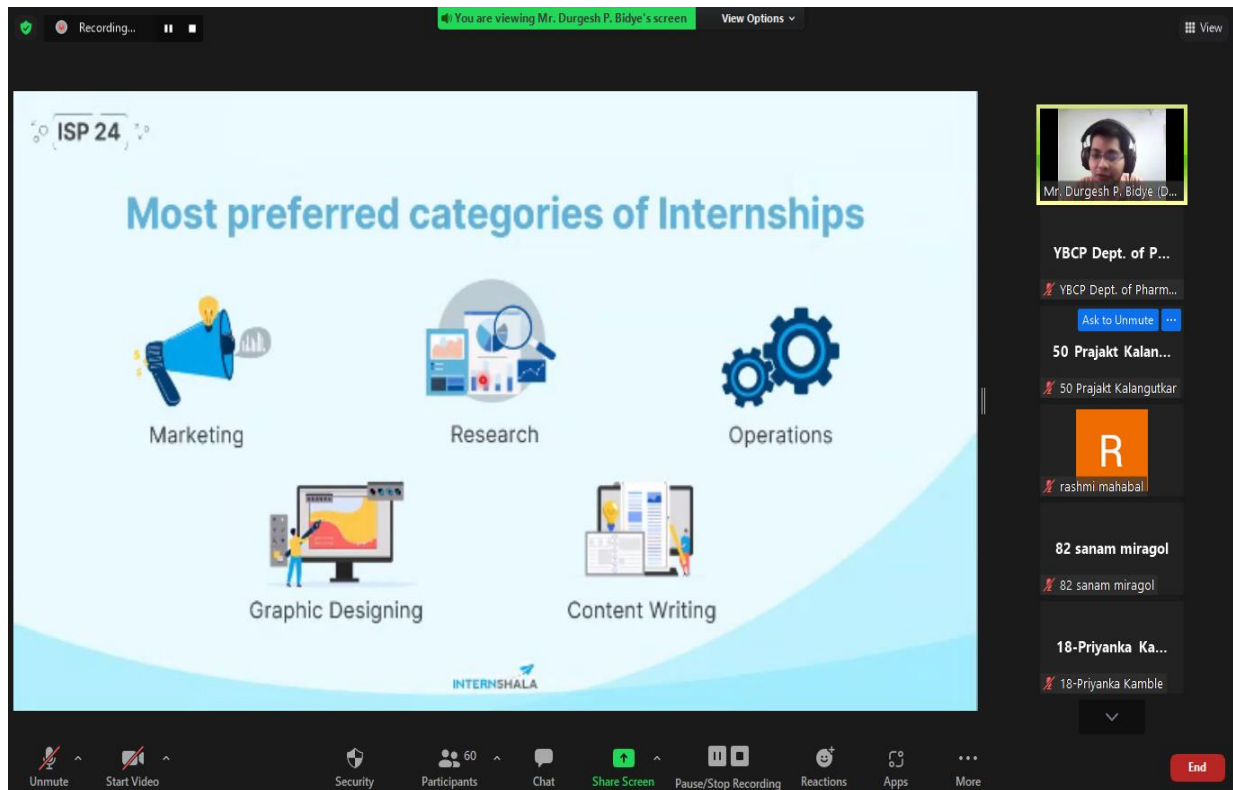 Recording...
You are viewing Mr. Durgesh P. Bidye's screen
View Options
View
ISP 24
Most preferred categories of Internships
Marketing
Research
Operations
Graphic Designing
Content Writing
INTERNSHALA
Mr. Durgesh P. Bidye (D...
YBCP Dept. of P...
YBCP Dept. of Pharm...
Ask to Unmute ...
50 Prajakt Kalan...
50 Prajakt Kalangutkar
R
rashmi mahabal
82 sanam miragol
82 sanam miragol
18-Priyanka Ka...
18-Priyanka Kamble
Unmute
Start Video
Security
60
Participants
Chat
Share Screen
Pause/Stop Recording
Reactions
Apps
More
End